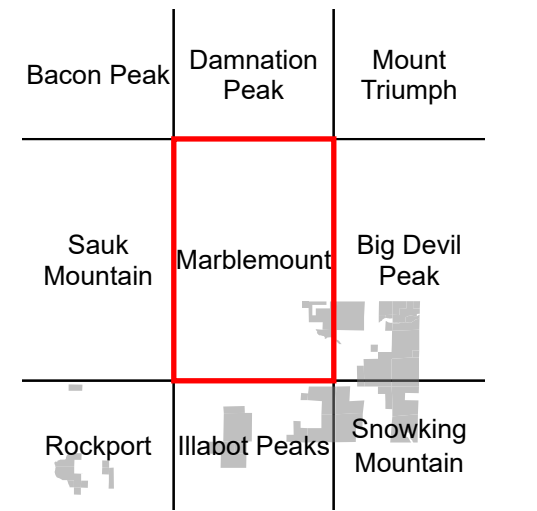 Bacon Peak
Damnation
Peak
Mount
Triumph
Sauk
Mountain
Marblemount
Big Devil
Peak
Rockport
Illabot Peaks
Snowking
Mountain